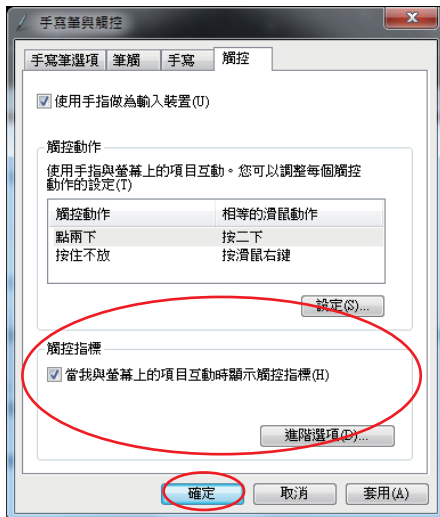 手寫筆與觸控
手寫筆選項 筆觸 手寫 觸控
使用手指做為輸入裝置(U)
觸控動作
使用手指與螢幕上的項目互動。您可以調整每個觸控
動作的設定(T)
觸控動作 相等的滑鼠動作
點兩下 按二下
按住不放 按滑鼠右鍵
設定(S)...
觸控指標
當我與螢幕上的項目互動時顯示觸控指標(H)
進階選項(D)...
確定 取消 套用(A)